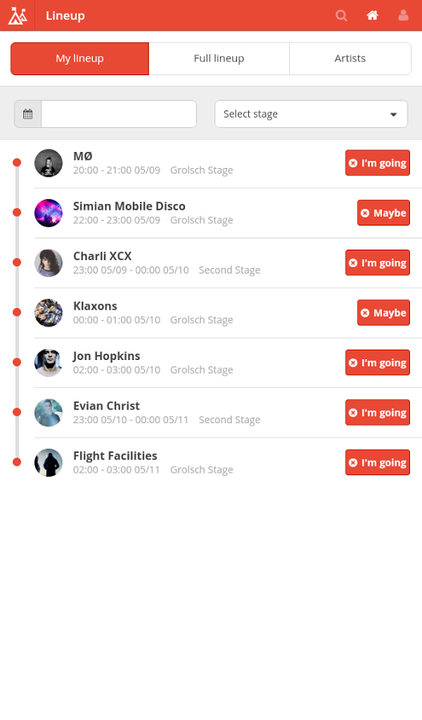 Lineup
My lineup
Full lineup
Artists
Select stage
MØ
20:00 - 21:00 05/09 Grolsch Stage
I'm going
Simian Mobile Disco
22:00 - 23:00 05/09 Grolsch Stage
Maybe
Charli XCX
23:00 05/09 - 00:00 05/10 Second Stage
I'm going
Klaxons
00:00 - 01:00 05/10 Grolsch Stage
Maybe
Jon Hopkins
02:00 - 03:00 05/10 Grolsch Stage
I'm going
Evian Christ
23:00 05/10 - 00:00 05/11 Second Stage
I'm going
Flight Facilities
02:00 - 03:00 05/11 Grolsch Stage
I'm going